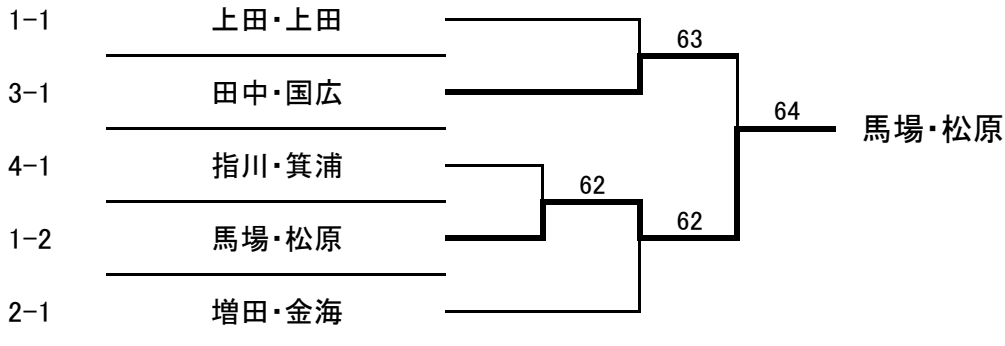 1-1 上田・上田
63
3-1 田中・国広
64
馬場・松原
4-1 指川・箕浦
62
1-2 馬場・松原
62
2-1 増田・金海